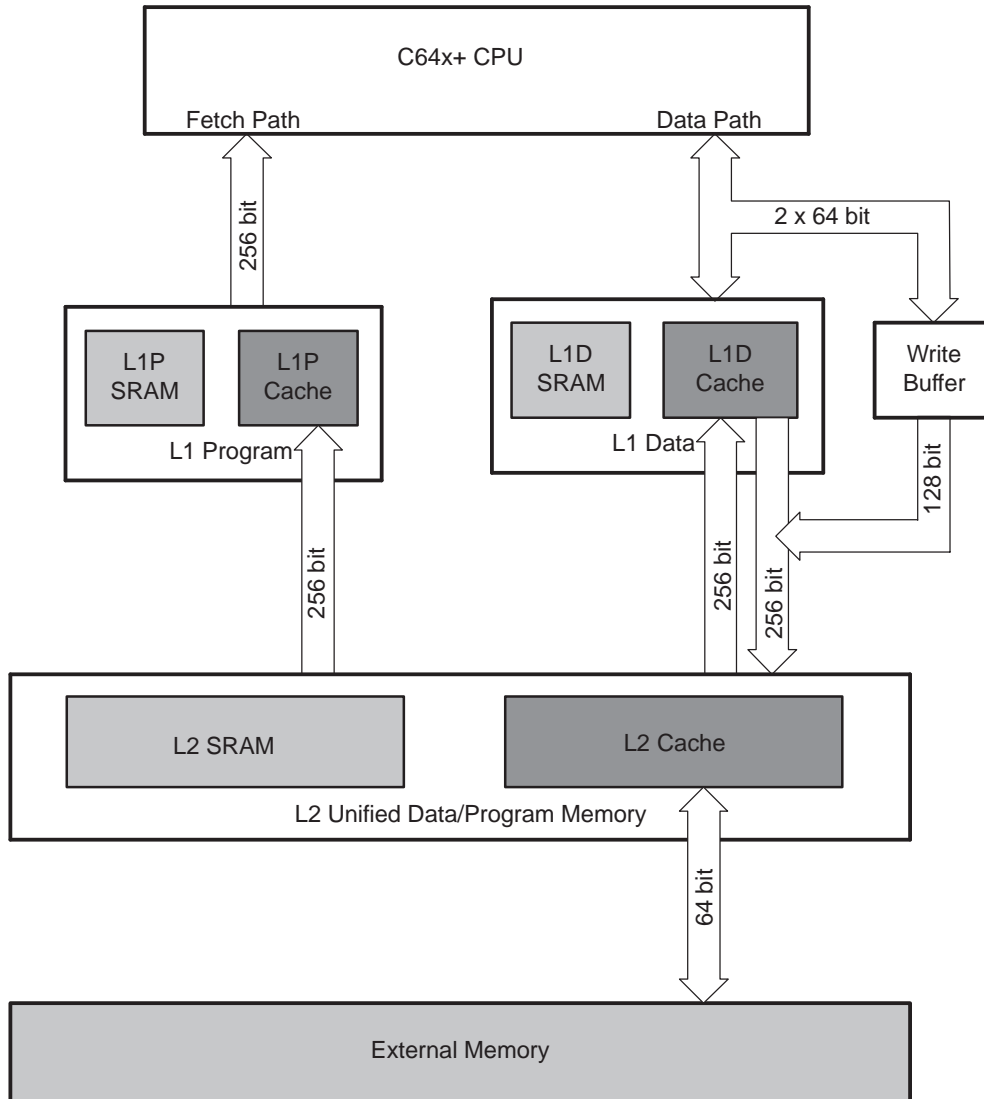 C64x+ CPU
Fetch Path
Data Path
256 bit
2 x 64 bit
L1P
SRAM
L1P
Cache
L1 Program
L1D
SRAM
L1D
Cache
L1 Data
Write
Buffer
128 bit
256 bit
256 bit
256 bit
L2 SRAM
L2 Cache
L2 Unified Data/Program Memory
64 bit
External Memory